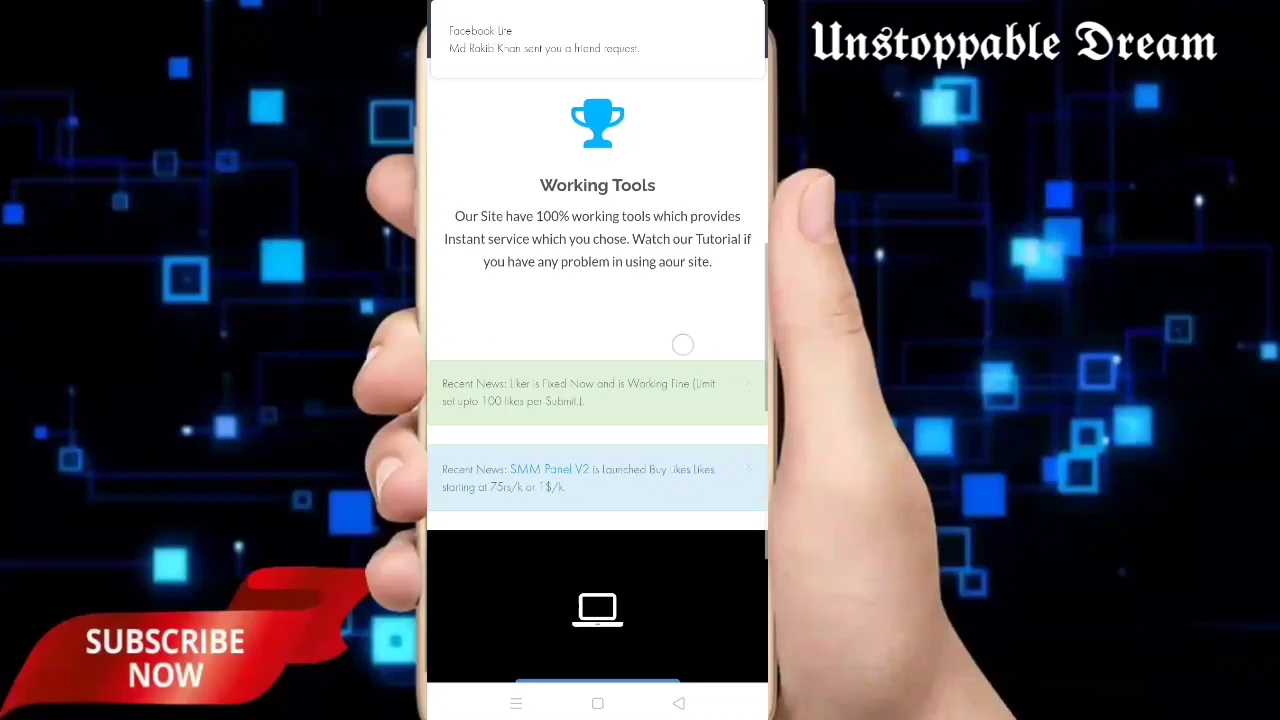 Unstoppable Dream
Facebook Lite
Md Rakib Khan sent you a friend request.
Working Tools
Our Site have 100% working tools which provides
Instant service which you chose. Watch our Tutorial if
you have any problem in using aour site.
Recent News: Liker is Fixed Now and is Working Fine (Limit
set upto 100 likes per Submit.).
Recent News: SMM Panel V2 is Launched Buy Likes Likes
starting at 75rs/k or 1$/k.
SUBSCRIBE
NOW